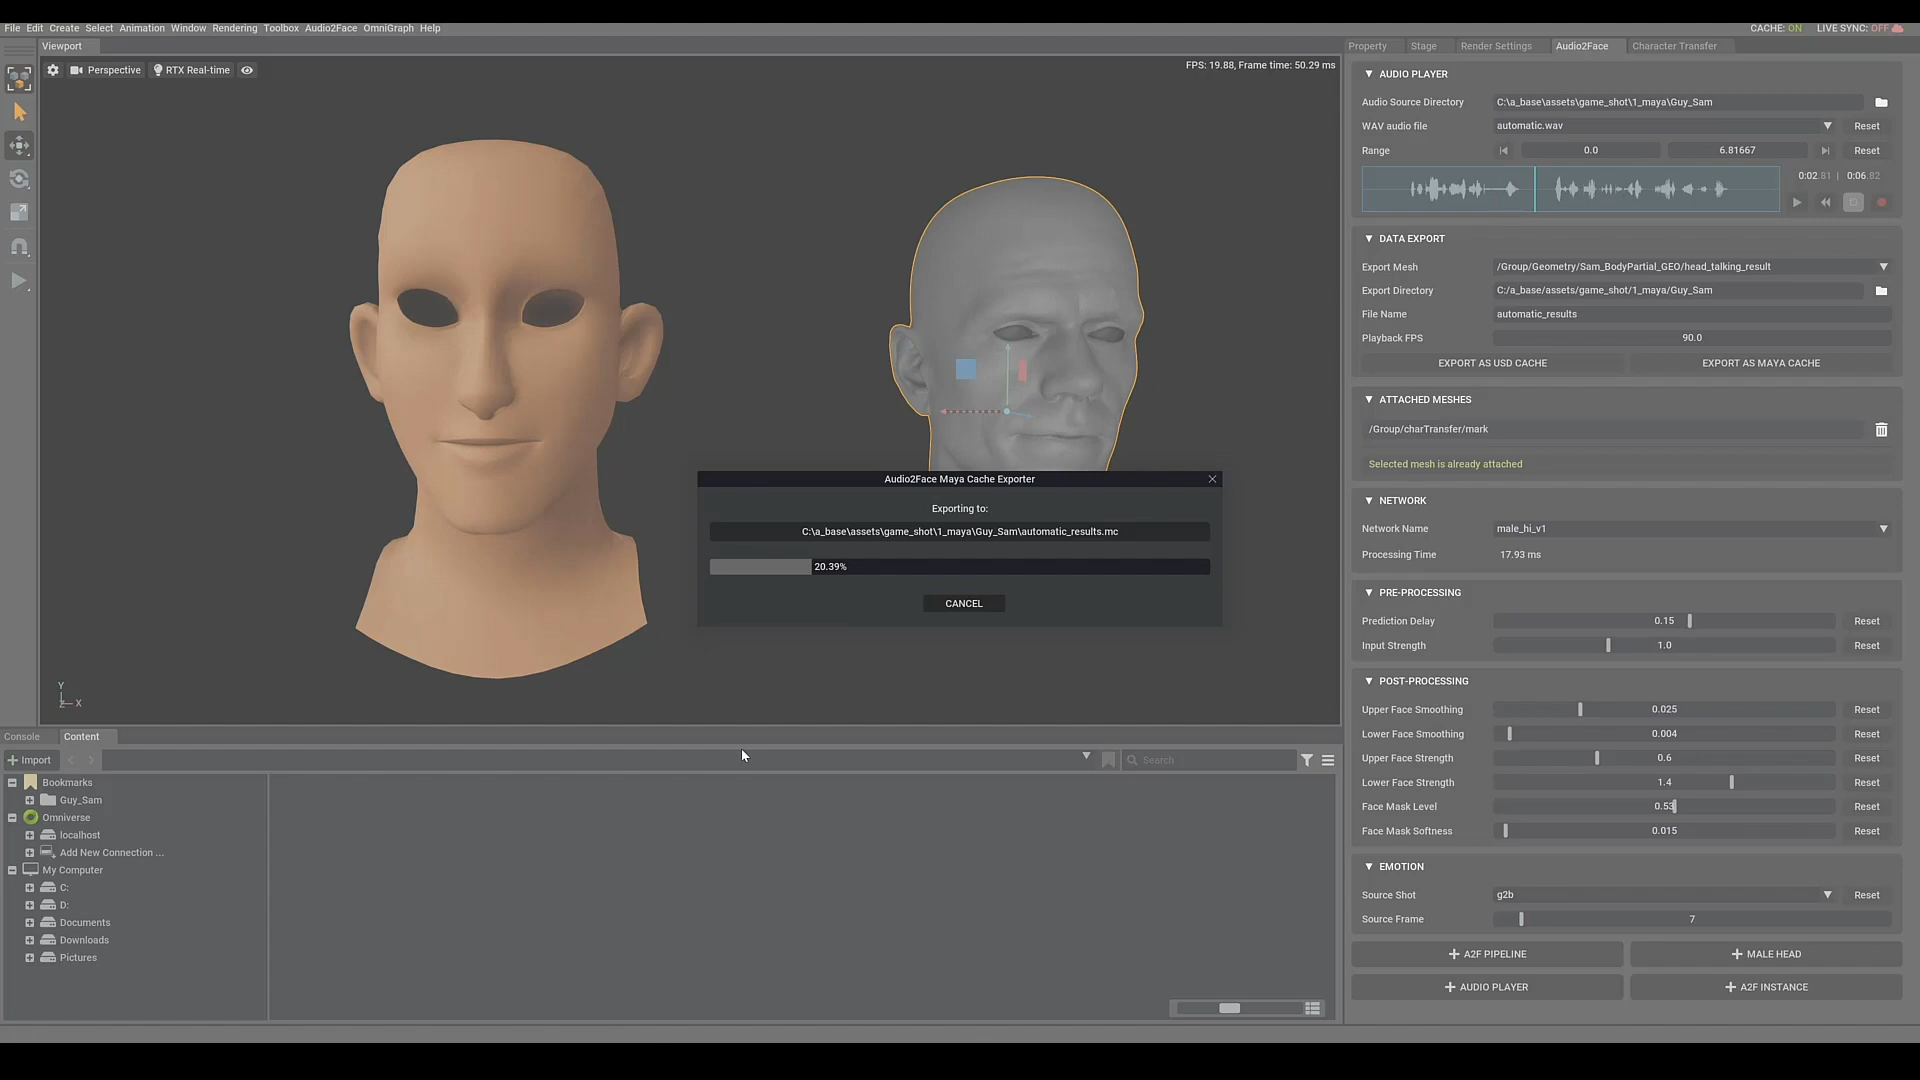 File Edit Create Select Animation Window Rendering Toolbox Audio2Face OmniGraph Help
CACHE: ON LIVE SYNC: OFF
Viewport
Perspective RTX Real-time
FPS: 19.88, Frame time: 50.29 ms
Y
Z X
Audio2Face Maya Cache Exporter
Exporting to:
C:\a_base\assets\game_shot\1_maya\Guy_Sam\automatic_results.mc
20.39%
CANCEL
Console Content
Import
Search
Bookmarks
Guy_Sam
Omniverse
localhost
Add New Connection ...
My Computer
C:
D:
Documents
Downloads
Pictures
Property Stage Render Settings Audio2Face Character Transfer
AUDIO PLAYER
Audio Source Directory C:\a_base\assets\game_shot\1_maya\Guy_Sam
WAV audio file automatic.wav Reset
Range 0.0 6.81667 Reset
0:02.81 | 0:06.82
DATA EXPORT
Export Mesh /Group/Geometry/Sam_BodyPartial_GEO/head_talking_result
Export Directory C:/a_base/assets/game_shot/1_maya/Guy_Sam
File Name automatic_results
Playback FPS 90.0
EXPORT AS USD CACHE EXPORT AS MAYA CACHE
ATTACHED MESHES
/Group/charTransfer/mark
Selected mesh is already attached
NETWORK
Network Name male_hi_v1
Processing Time 17.93 ms
PRE-PROCESSING
Prediction Delay 0.15 Reset
Input Strength 1.0 Reset
POST-PROCESSING
Upper Face Smoothing 0.025 Reset
Lower Face Smoothing 0.004 Reset
Upper Face Strength 0.6 Reset
Lower Face Strength 1.4 Reset
Face Mask Level 0.53 Reset
Face Mask Softness 0.015 Reset
EMOTION
Source Shot g2b Reset
Source Frame 7
A2F PIPELINE MALE HEAD
AUDIO PLAYER A2F INSTANCE